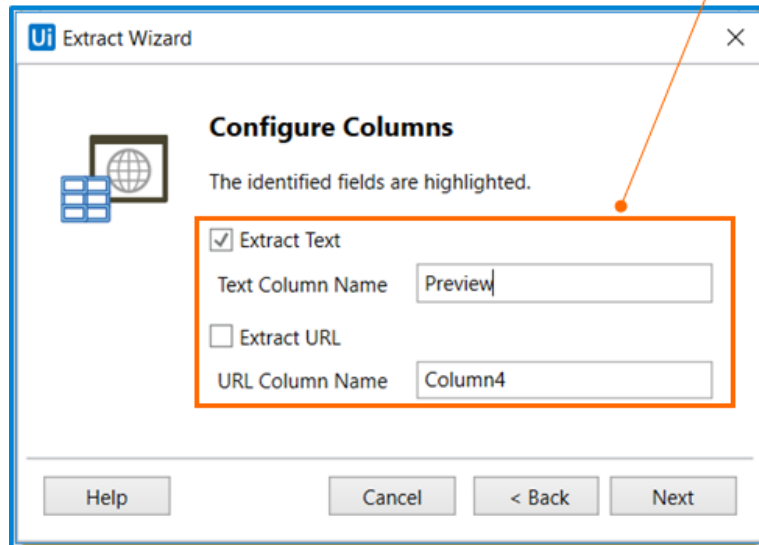 Ui Extract Wizard
Configure Columns
The identified fields are highlighted.
Extract Text
Text Column Name Preview
Extract URL
URL Column Name Column4
Help Cancel < Back Next